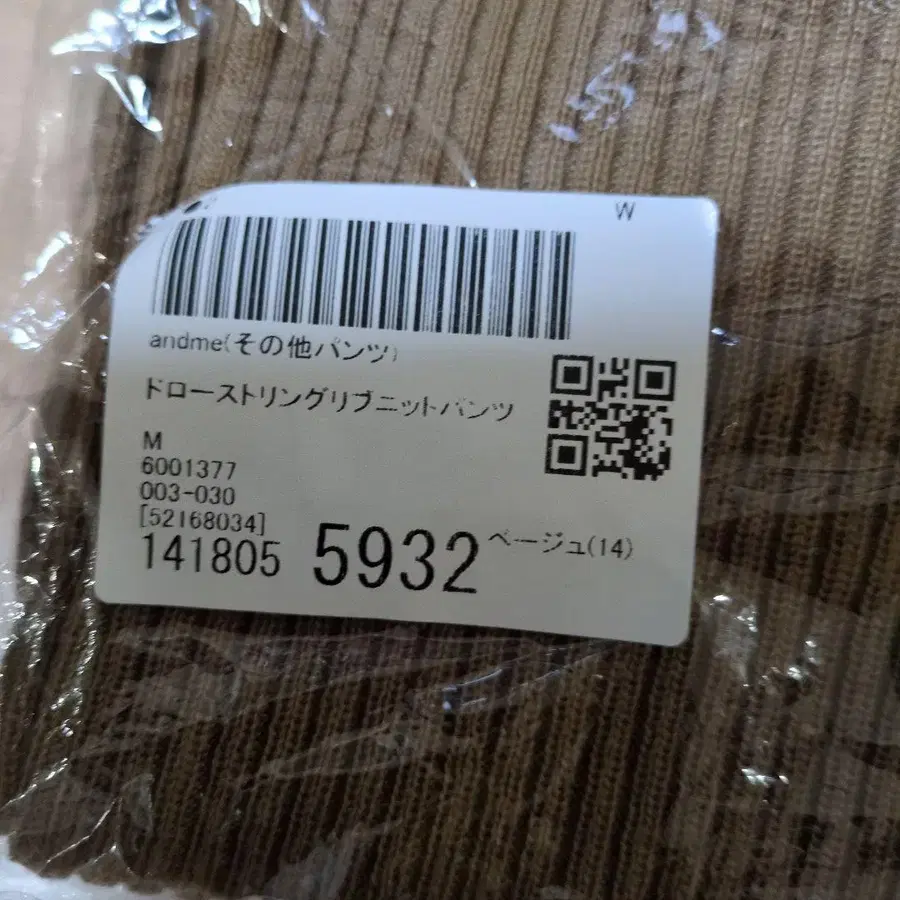 W
andme(その他パンツ)
ドローストリングリブニットパンツ
M
6001377
003-030
[52168034]
141805 5932 ベージュ(14)